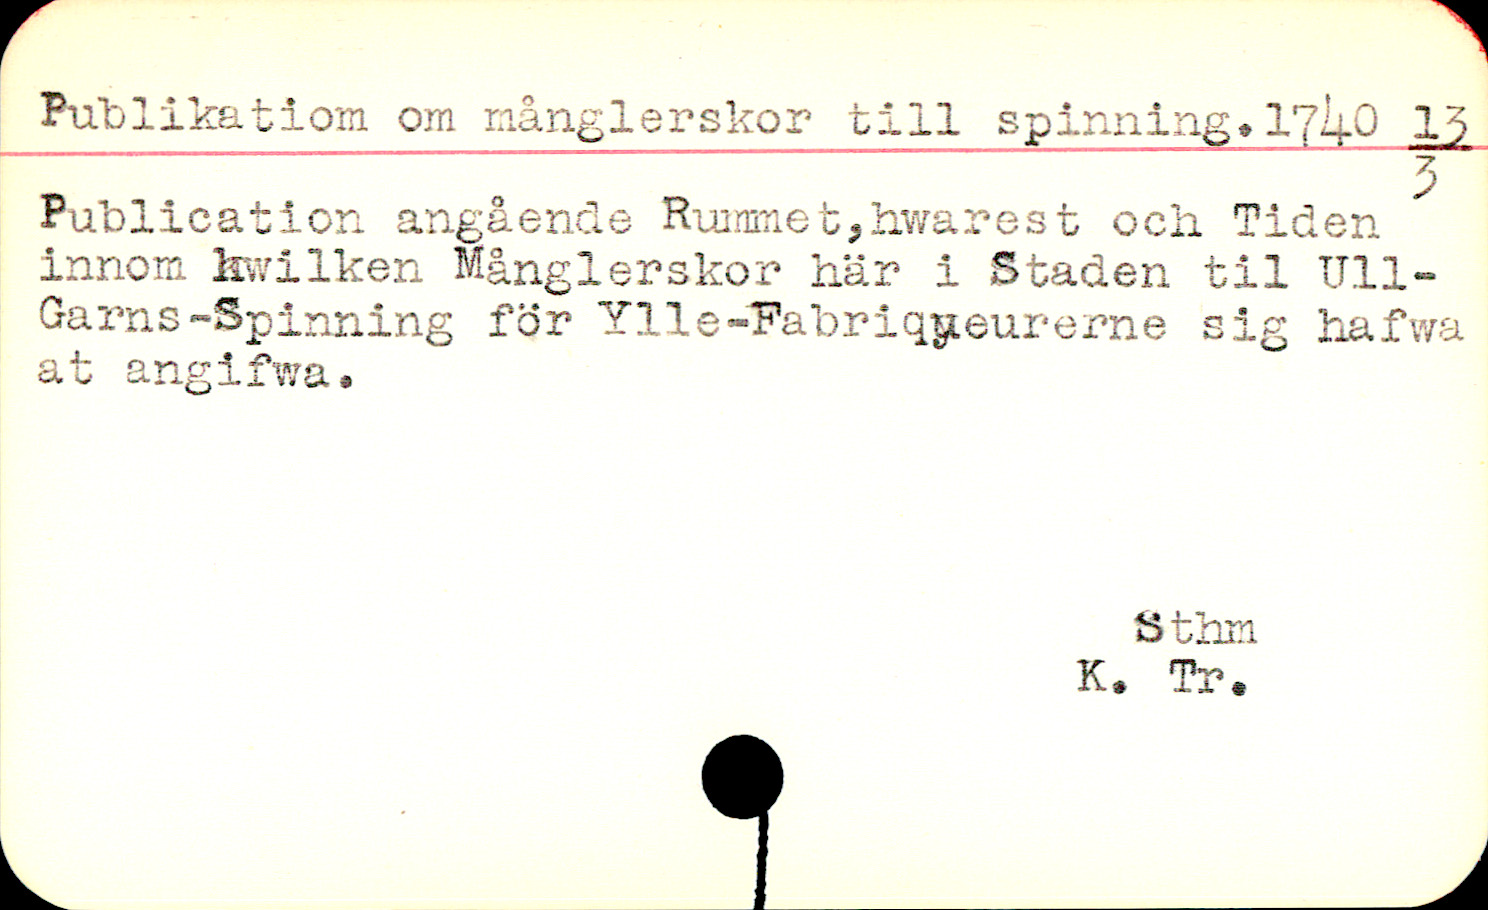 Publikatiom om månglerskor till spinning.1740 13/3
Publication angående Rummet,hwarest och Tiden
innom hwilken Månglerskor här i Staden til Ull-
Garns-Spinning för Ylle-Fabriqueurerne sig hafwa
at angifwa.
Sthm
K. Tr.